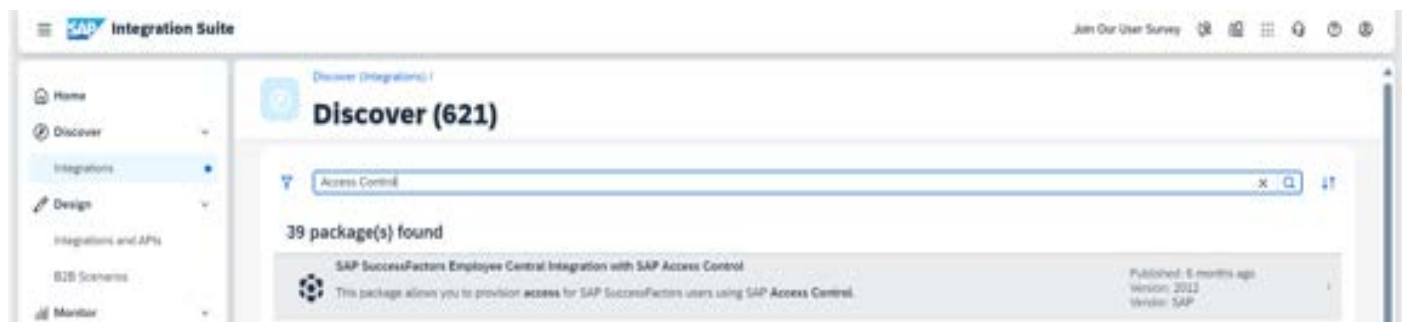 SAP Integration Suite
Join Our User Survey
Home
Discover
Integrations
Design
Integrations and APIs
B2B Scenarios
Monitor
Discover (Integrations) /
Discover (621)
Access Control
39 package(s) found
SAP SuccessFactors Employee Central Integration with SAP Access Control
This package allows you to provision access for SAP SuccessFactors users using SAP Access Control.
Published: 6 months ago
Version: 2012
Vendor: SAP